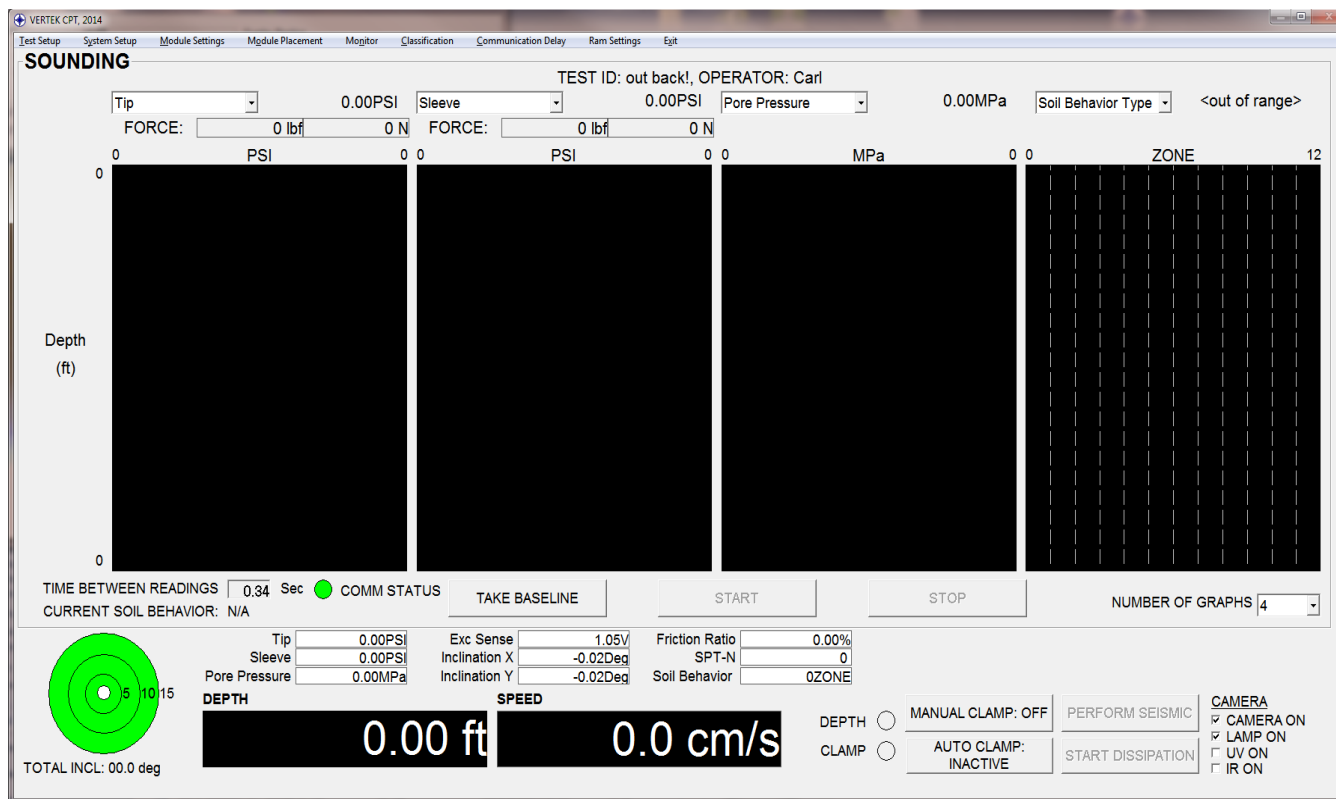 VERTEK CPT, 2014
Test Setup System Setup Module Settings Module Placement Monitor Classification Communication Delay Ram Settings Exit
SOUNDING
TEST ID: out back!, OPERATOR: Carl
Tip 0.00PSI Sleeve 0.00PSI Pore Pressure 0.00MPa Soil Behavior Type <out of range>
FORCE: 0 lbf 0 N FORCE: 0 lbf 0 N
0 PSI 0 0 PSI 0 0 MPa 0 0 ZONE 12
0
Depth
(ft)
0
TIME BETWEEN READINGS 0.34 Sec COMM STATUS TAKE BASELINE START STOP NUMBER OF GRAPHS 4
CURRENT SOIL BEHAVIOR: N/A
Tip 0.00PSI Exc Sense 1.05V Friction Ratio 0.00%
Sleeve 0.00PSI Inclination X -0.02Deg SPT-N 0
Pore Pressure 0.00MPa Inclination Y -0.02Deg Soil Behavior 0ZONE
5 10 15
DEPTH SPEED
0.00 ft 0.0 cm/s
TOTAL INCL: 00.0 deg
DEPTH MANUAL CLAMP: OFF PERFORM SEISMIC
CLAMP AUTO CLAMP: INACTIVE START DISSIPATION
CAMERA
CAMERA ON
LAMP ON
UV ON
IR ON